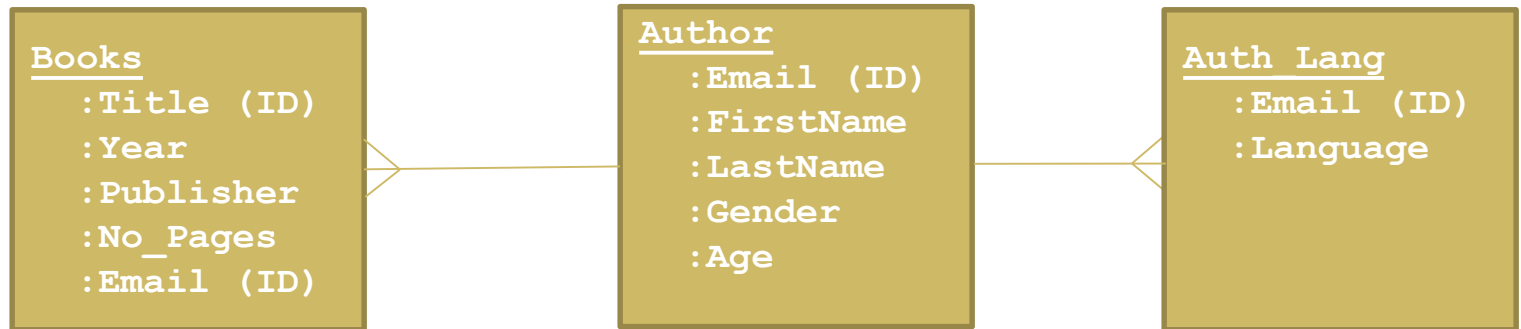 Books
:Title (ID)
:Year
:Publisher
:No_Pages
:Email (ID)
Author
:Email (ID)
:FirstName
:LastName
:Gender
:Age
Auth_Lang
:Email (ID)
:Language